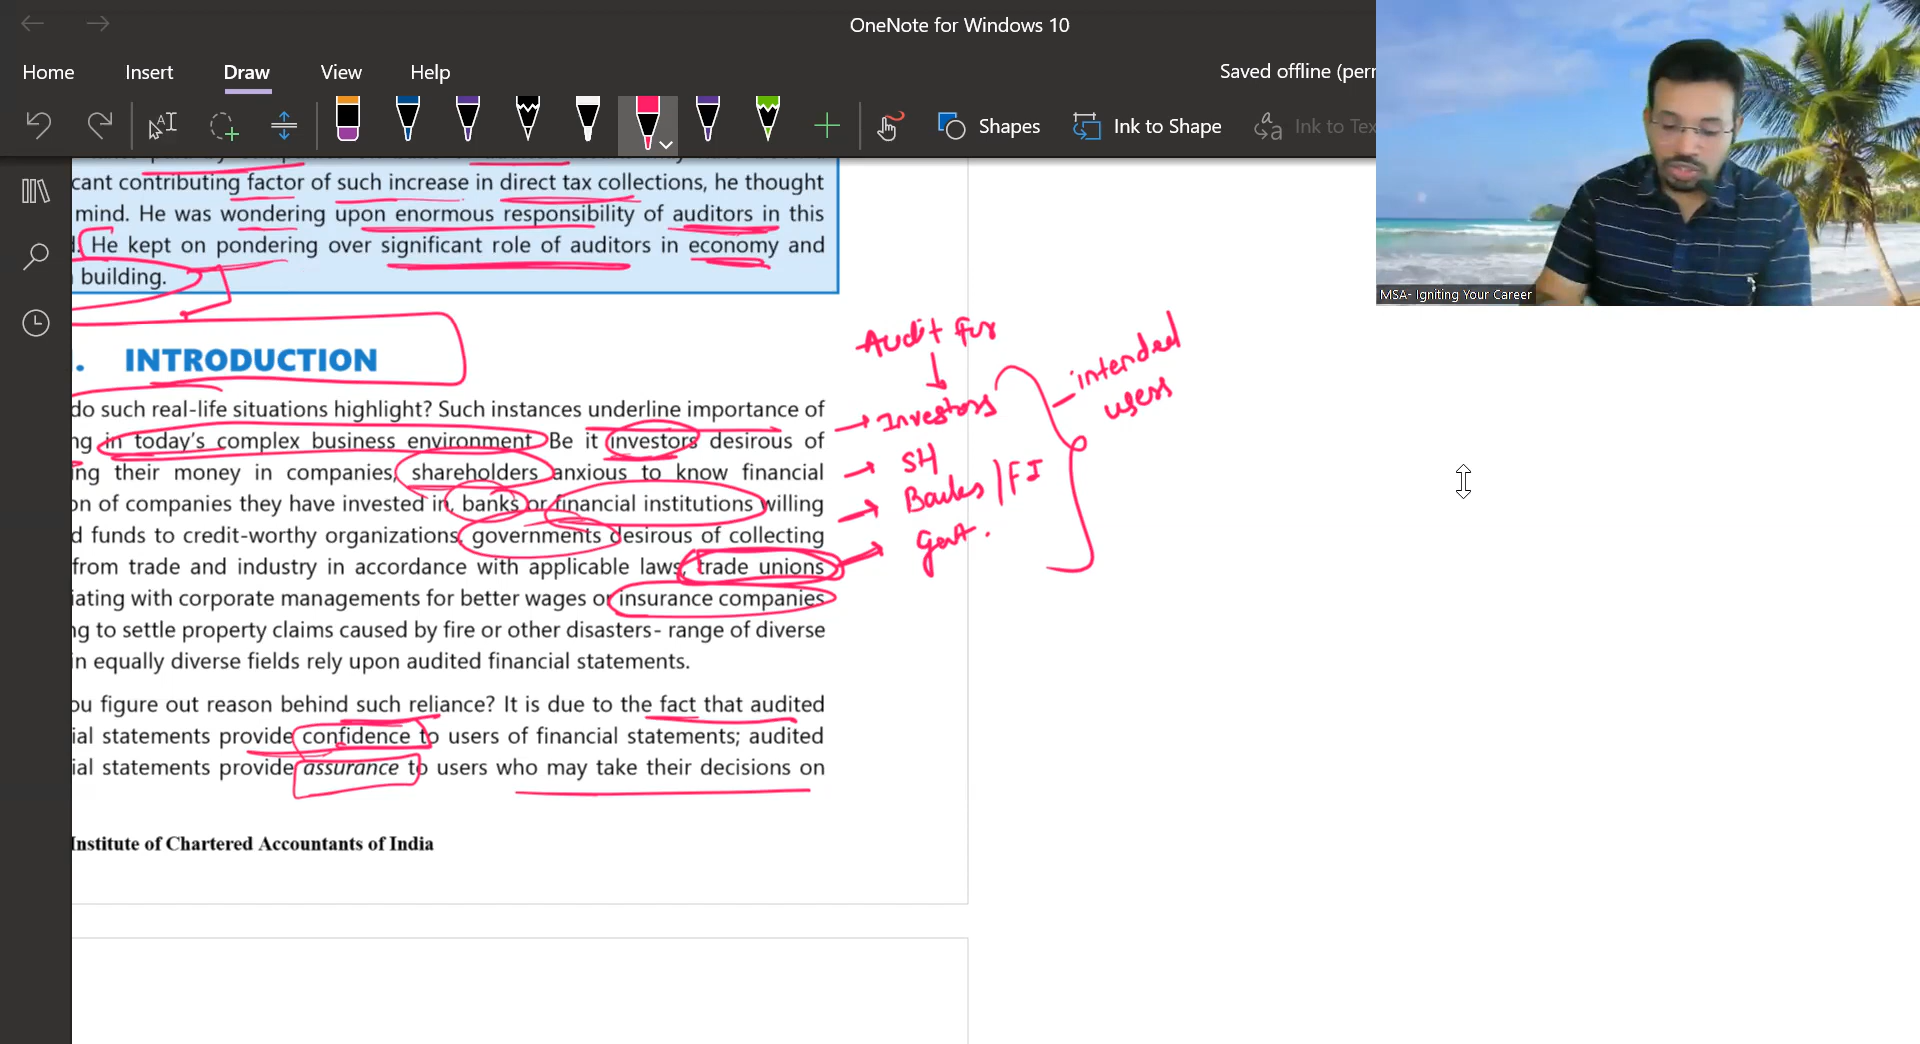 OneNote for Windows 10
Home Insert Draw View Help
Saved offline (per
Shapes Ink to Shape Ink to Tex
MSA- Igniting Your Career
cant contributing factor of such increase in direct tax collections, he thought
mind. He was wondering upon enormous responsibility of auditors in this
. He kept on pondering over significant role of auditors in economy and
building.
. INTRODUCTION
do such real-life situations highlight? Such instances underline importance of
ng in today's complex business environment Be it investors desirous of
ing their money in companies, shareholders anxious to know financial
on of companies they have invested in, banks or financial institutions willing
d funds to credit-worthy organizations, governments desirous of collecting
from trade and industry in accordance with applicable laws, trade unions
iating with corporate managements for better wages or insurance companies
ng to settle property claims caused by fire or other disasters- range of diverse
in equally diverse fields rely upon audited financial statements.
ou figure out reason behind such reliance? It is due to the fact that audited
ial statements provide confidence to users of financial statements; audited
ial statements provide assurance to users who may take their decisions on
Institute of Chartered Accountants of India
Audit for
Investors
SH
Banks / FI
Govt.
intended
users